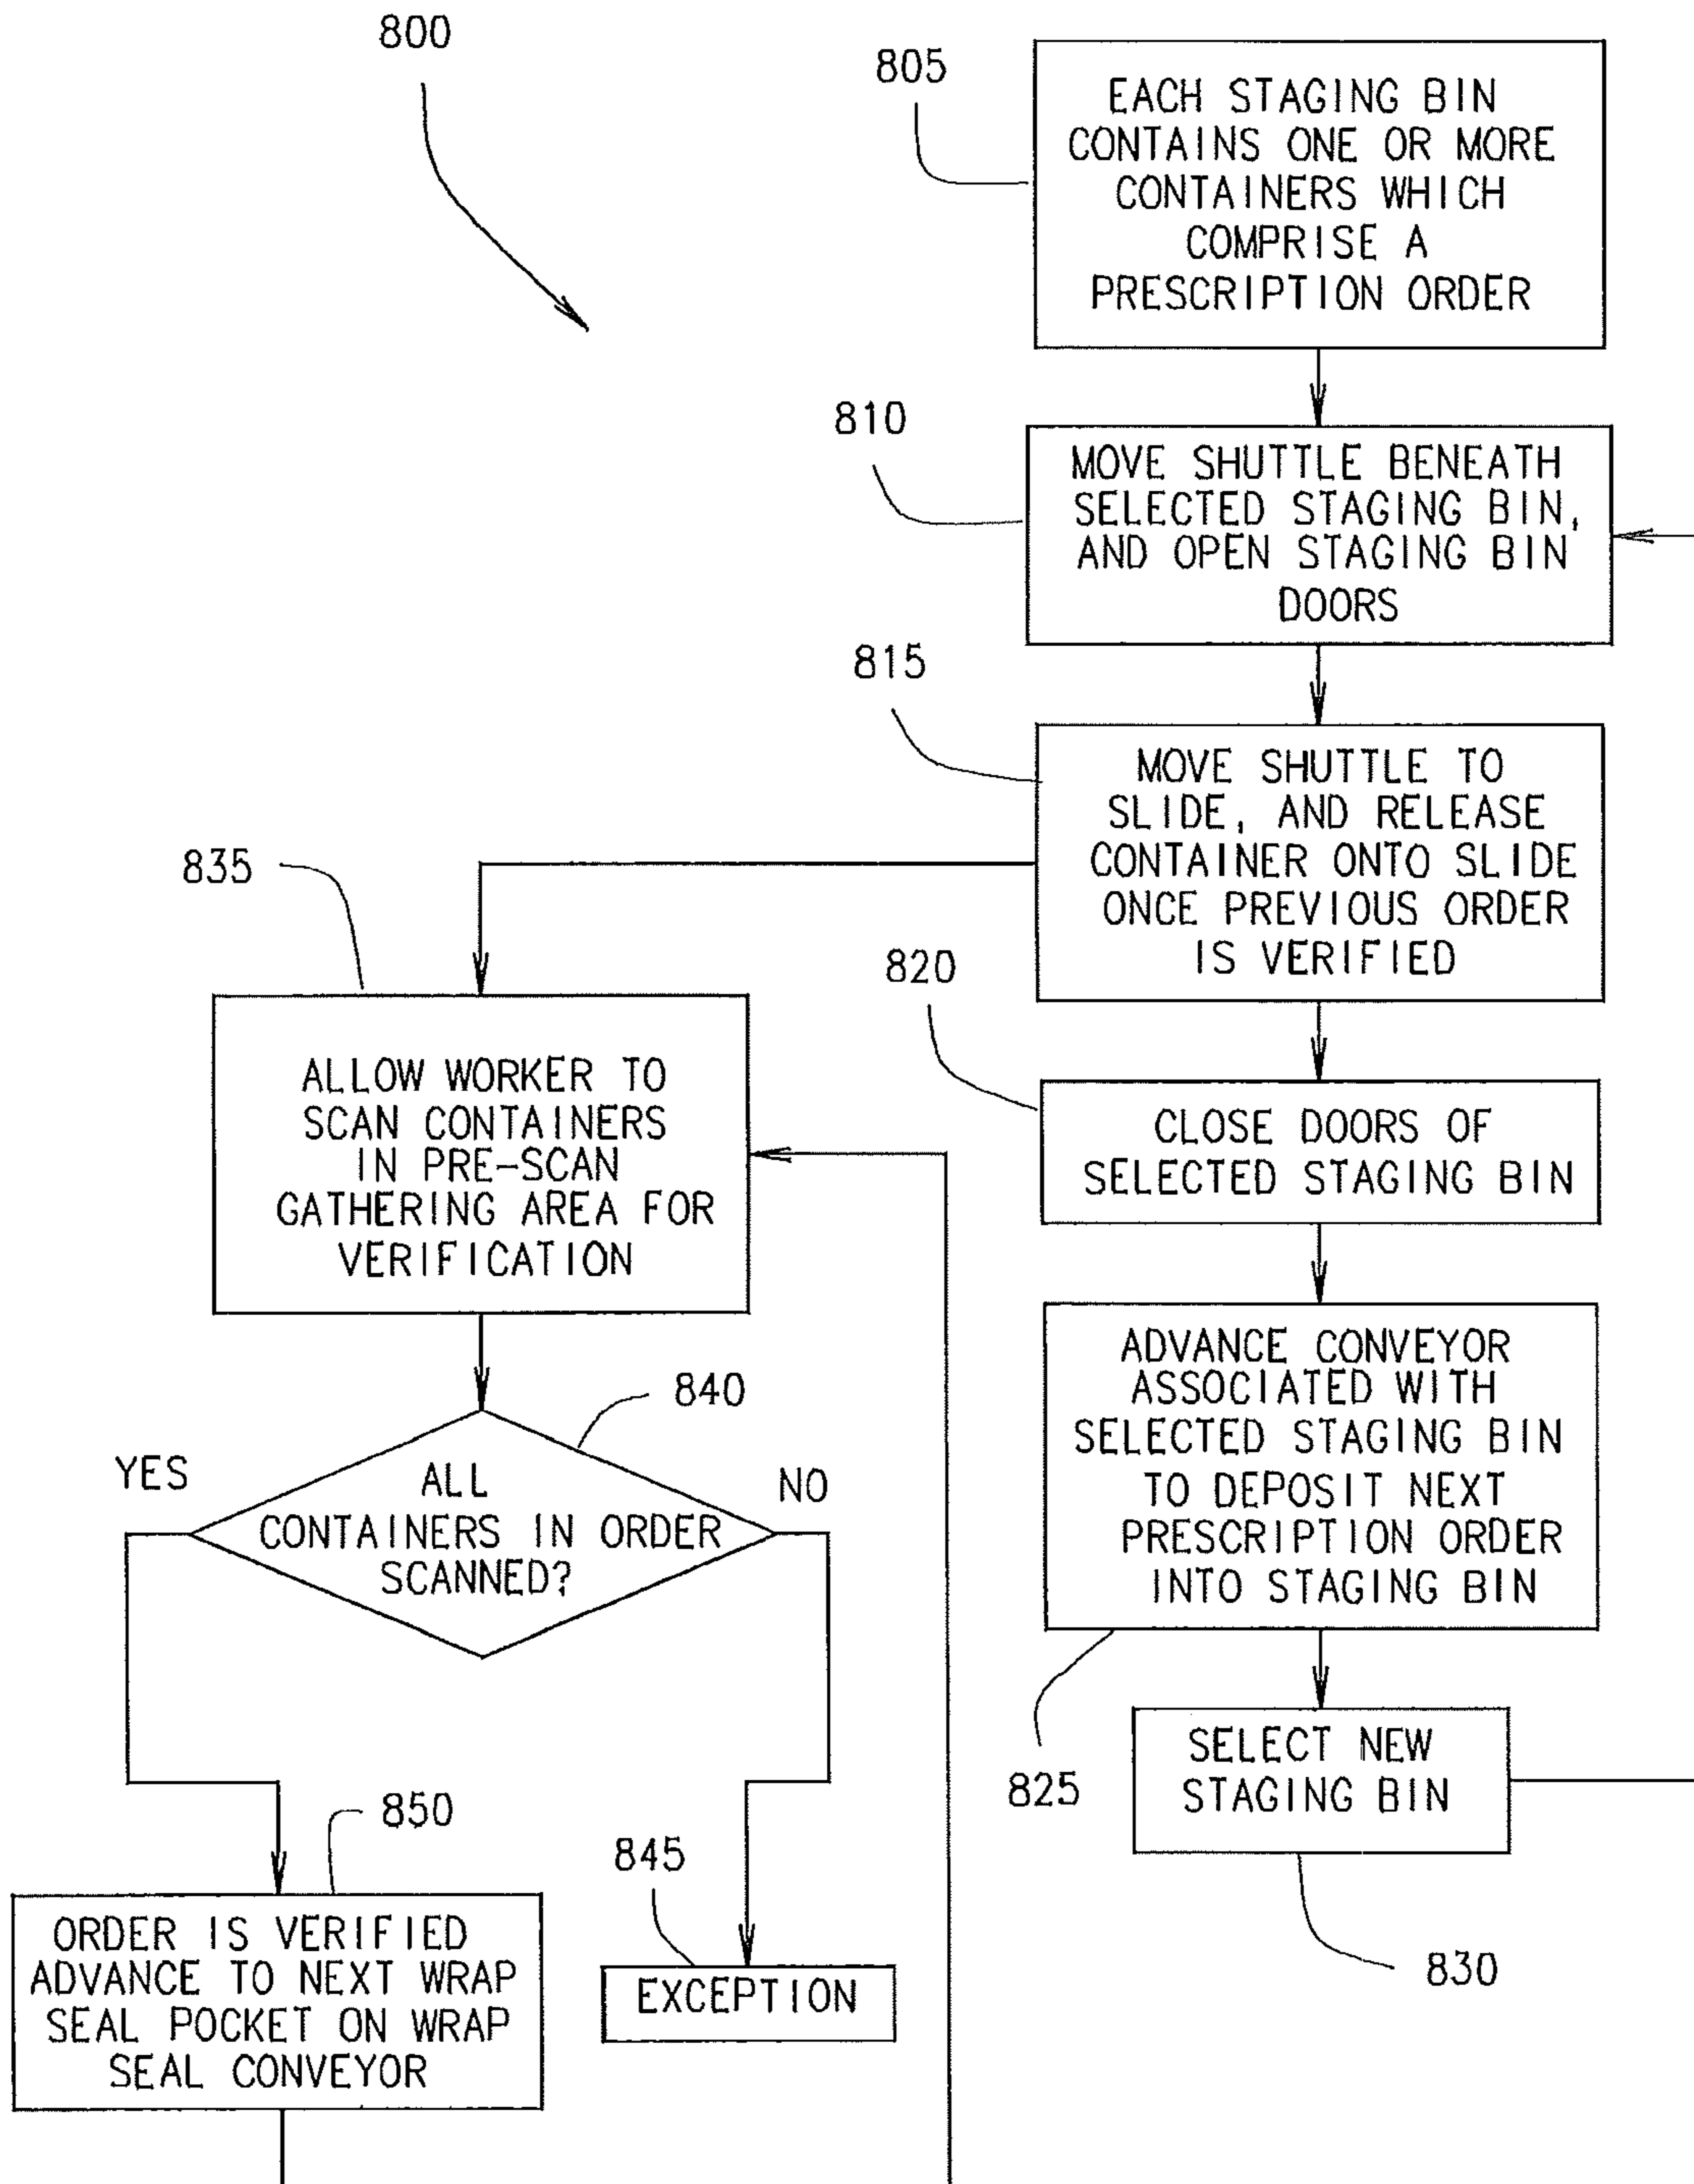 800
805
EACH STAGING BIN
CONTAINS ONE OR MORE
CONTAINERS WHICH
COMPRISE A
PRESCRIPTION ORDER
810
MOVE SHUTTLE BENEATH
SELECTED STAGING BIN,
AND OPEN STAGING BIN
DOORS
815
MOVE SHUTTLE TO
SLIDE, AND RELEASE
CONTAINER ONTO SLIDE
ONCE PREVIOUS ORDER
IS VERIFIED
820
CLOSE DOORS OF
SELECTED STAGING BIN
ADVANCE CONVEYOR
ASSOCIATED WITH
SELECTED STAGING BIN
TO DEPOSIT NEXT
PRESCRIPTION ORDER
INTO STAGING BIN
825
SELECT NEW
STAGING BIN
830
835
ALLOW WORKER TO
SCAN CONTAINERS
IN PRE-SCAN
GATHERING AREA FOR
VERIFICATION
840
YES
ALL
CONTAINERS IN ORDER
SCANNED?
NO
850
ORDER IS VERIFIED
ADVANCE TO NEXT WRAP
SEAL POCKET ON WRAP
SEAL CONVEYOR
845
EXCEPTION